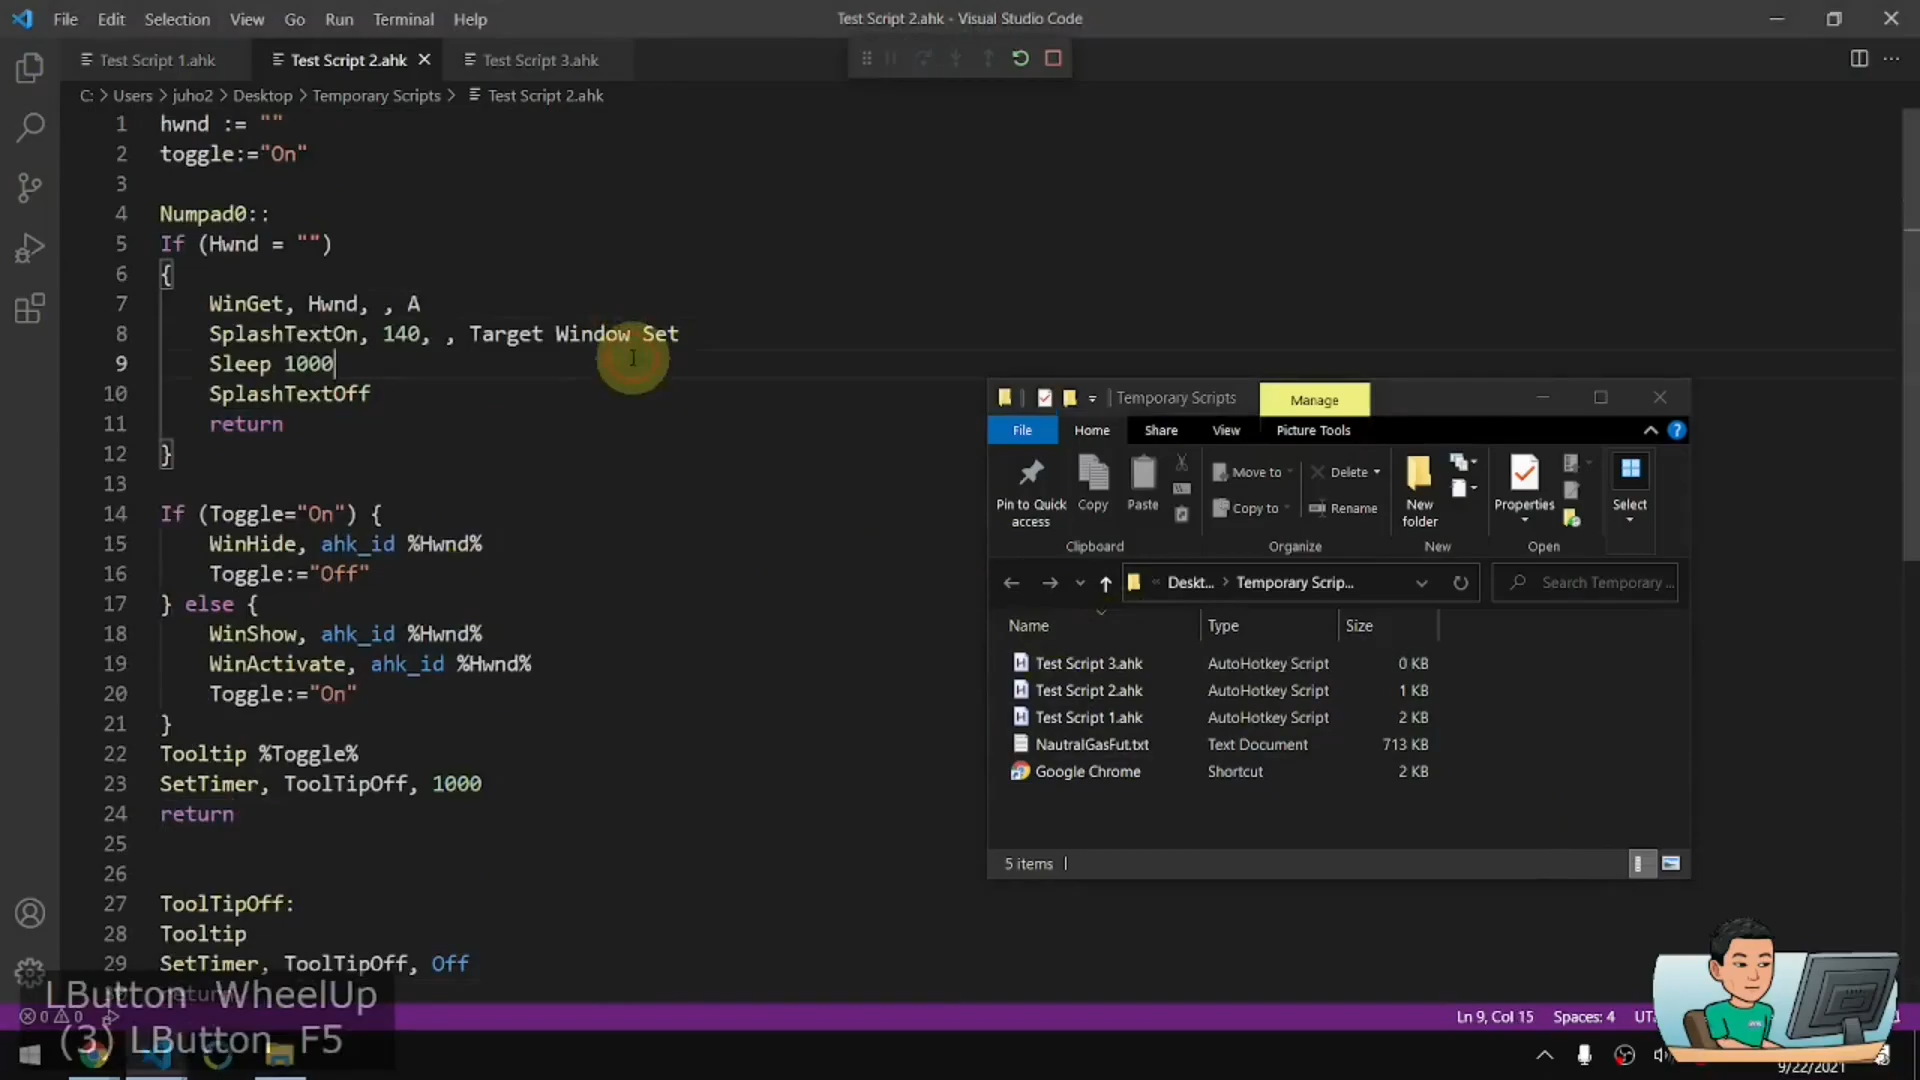 File Edit Selection View Go Run Terminal Help
Test Script 2.ahk - Visual Studio Code
Test Script 1.ahk
Test Script 2.ahk
Test Script 3.ahk
C: > Users > juho2 > Desktop > Temporary Scripts > Test Script 2.ahk
1 hwnd := ""
2 toggle:="On"
3
4 Numpad0::
5 If (Hwnd = "")
6 {
7 WinGet, Hwnd, , A
8 SplashTextOn, 140, , Target Window Set
9 Sleep 1000
10 SplashTextOff
11 return
12 }
13
14 If (Toggle="On") {
15 WinHide, ahk_id %Hwnd%
16 Toggle:="Off"
17 } else {
18 WinShow, ahk_id %Hwnd%
19 WinActivate, ahk_id %Hwnd%
20 Toggle:="On"
21 }
22 Tooltip %Toggle%
23 SetTimer, ToolTipOff, 1000
24 return
25
26
27 ToolTipOff:
28 Tooltip
29 SetTimer, ToolTipOff, Off
return
Temporary Scripts
Manage
File Home Share View Picture Tools
Pin to Quick access
Copy
Paste
Clipboard
Move to
Copy to
Delete
Rename
Organize
New folder
New
Properties
Open
Select
Deskt... > Temporary Scrip...
Search Temporary ...
Name Type Size
Test Script 3.ahk AutoHotkey Script 0 KB
Test Script 2.ahk AutoHotkey Script 1 KB
Test Script 1.ahk AutoHotkey Script 2 KB
NautralGasFut.txt Text Document 713 KB
Google Chrome Shortcut 2 KB
5 items
LButton WheelUp
(3) LButton F5
0 0
Ln 9, Col 15 Spaces: 4
9/22/2021